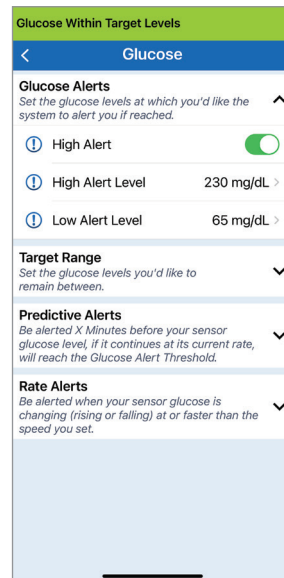 Glucose Within Target Levels
Glucose
Glucose Alerts
Set the glucose levels at which you'd like the
system to alert you if reached.
High Alert
High Alert Level 230 mg/dL
Low Alert Level 65 mg/dL
Target Range
Set the glucose levels you'd like to
remain between.
Predictive Alerts
Be alerted X Minutes before your sensor
glucose level, if it continues at its current rate,
will reach the Glucose Alert Threshold.
Rate Alerts
Be alerted when your sensor glucose is
changing (rising or falling) at or faster than the
speed you set.